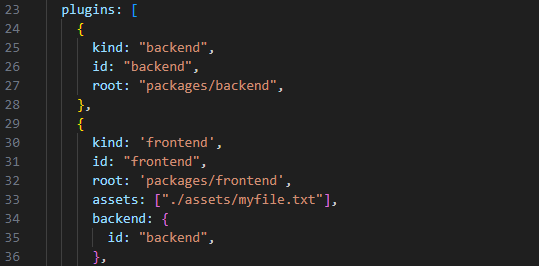 23 plugins: [
24 {
25 kind: "backend",
26 id: "backend",
27 root: "packages/backend",
28 },
29 {
30 kind: 'frontend',
31 id: "frontend",
32 root: 'packages/frontend',
33 assets: ["./assets/myfile.txt"],
34 backend: {
35 id: "backend",
36 },